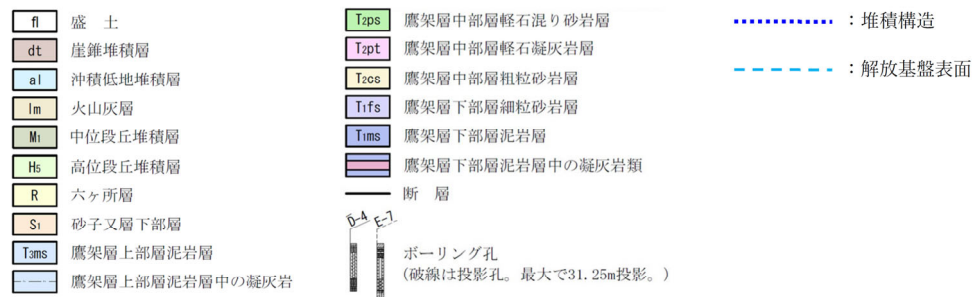 fl 盛 土
dt 崖錐堆積層
al 沖積低地堆積層
lm 火山灰層
M1 中位段丘堆積層
H5 高位段丘堆積層
R 六ヶ所層
S1 砂子又層下部層
T3ms 鷹架層上部層泥岩層
鷹架層上部層泥岩層中の凝灰岩
T2ps 鷹架層中部層軽石混り砂岩層
T2pt 鷹架層中部層軽石凝灰岩層
T2cs 鷹架層中部層粗粒砂岩層
T1fs 鷹架層下部層細粒砂岩層
T1ms 鷹架層下部層泥岩層
鷹架層下部層泥岩層中の凝灰岩類
断 層
D-4 E-7
ボーリング孔
(破線は投影孔。最大で31.25m投影。)
：堆積構造
：解放基盤表面